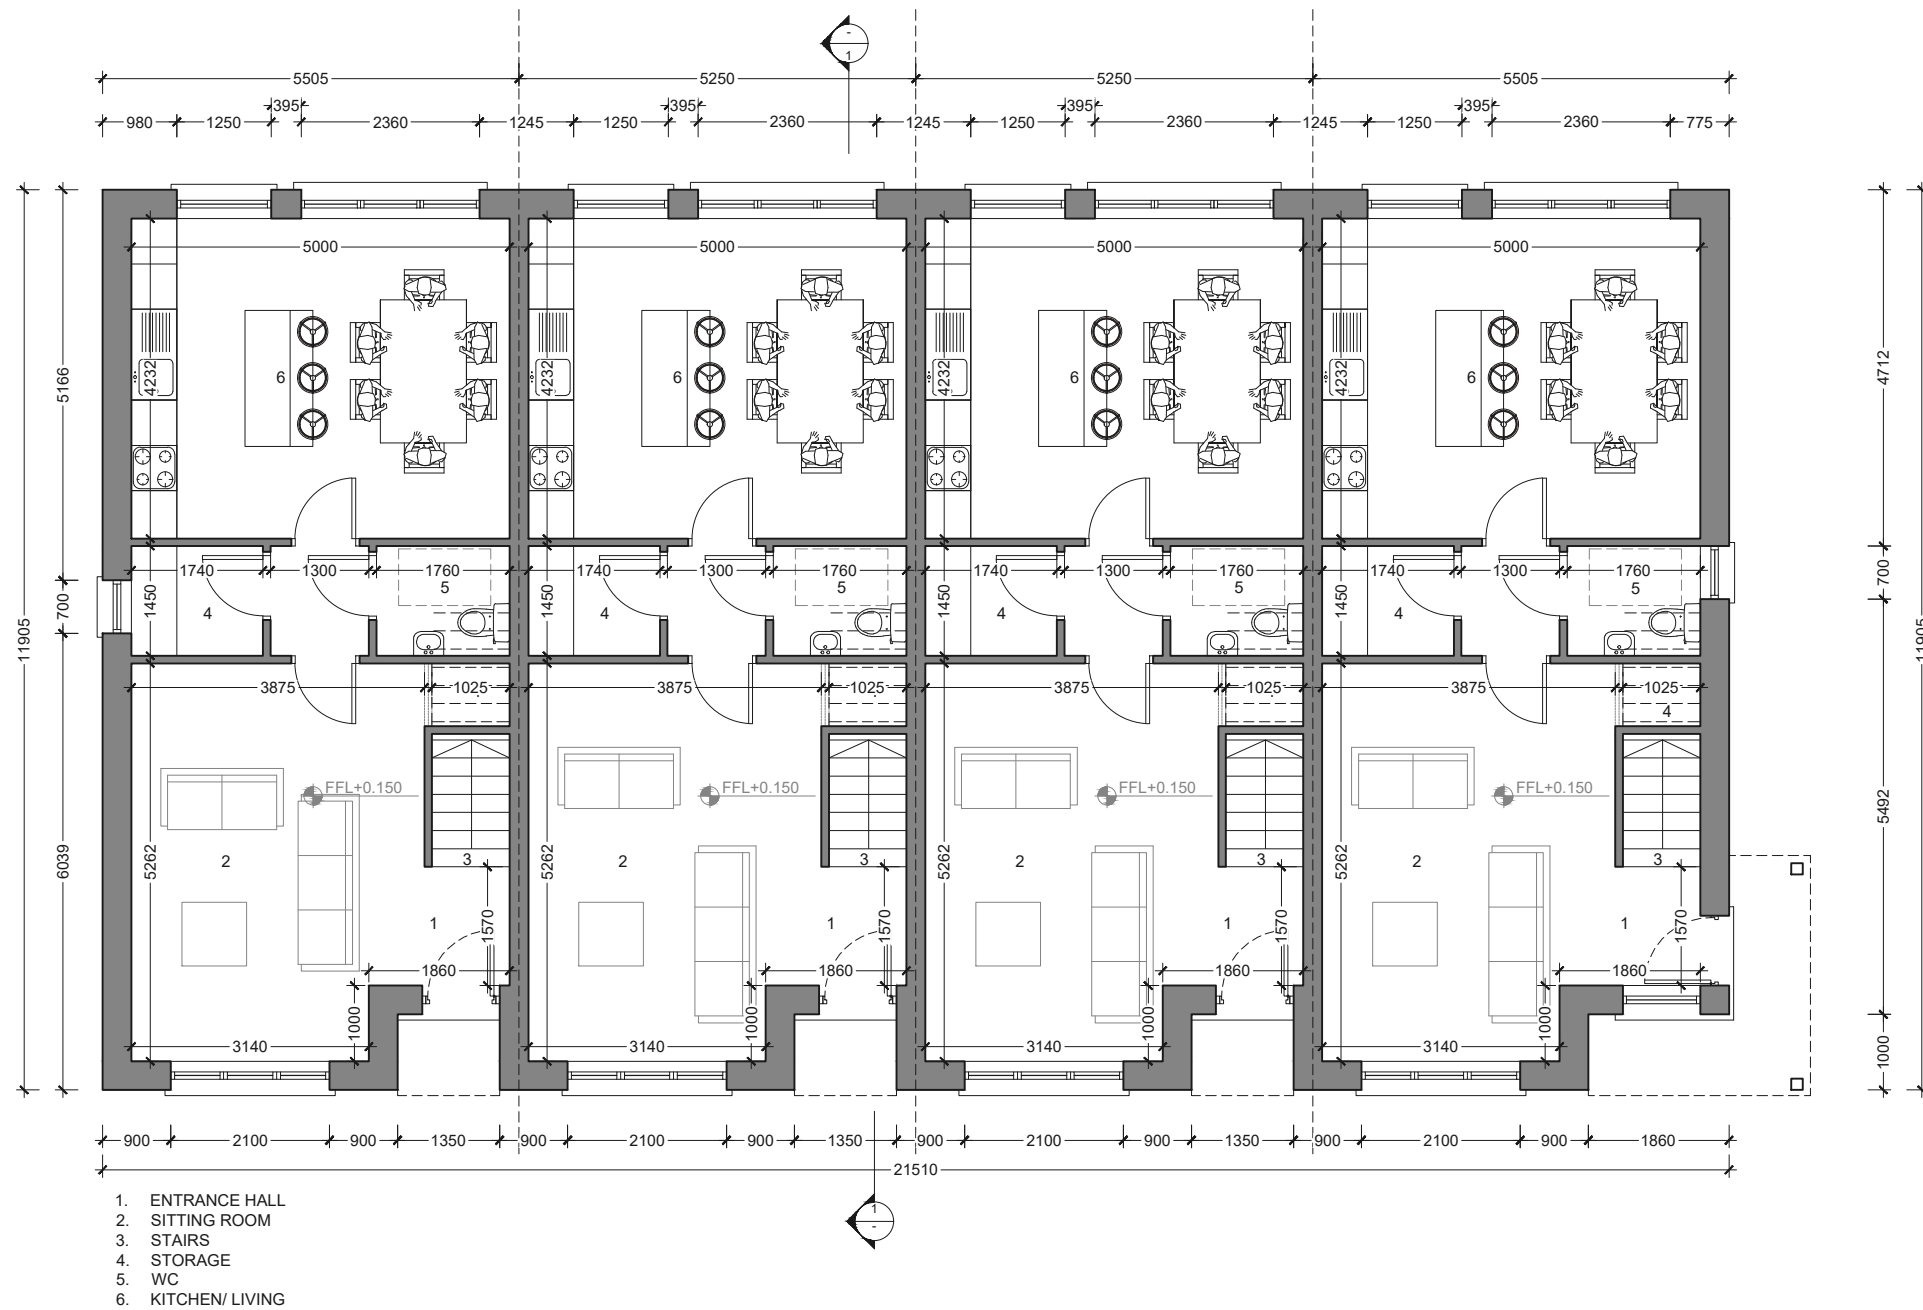 -
1
5505 5250 5250 5505
395 395 395 395
980 1250 2360 1245 1250 2360 1245 1250 2360 1245 1250 2360 775
5000 5000 5000 5000
11905 5166 4232 6 4232 6 4232 6 4232 6 4712 11905
1740 1300 1760 1740 1300 1760 1740 1300 1760 1740 1300 1760
700 1450 4 5 1450 4 5 1450 4 5 1450 4 5 700
3875 1025 3875 1025 3875 1025 3875 1025
4
FFL+0.150 FFL+0.150 FFL+0.150 FFL+0.150
6039 5262 2 3 5262 2 3 5262 2 3 5262 2 3 5492
1 1570 1 1570 1 1570 1 1570
1860 1860 1860 1860
1000 1000 1000 1000 1000
3140 3140 3140 3140
900 2100 900 1350 900 2100 900 1350 900 2100 900 1350 900 2100 900 1860
21510
1
-
1. ENTRANCE HALL
2. SITTING ROOM
3. STAIRS
4. STORAGE
5. WC
6. KITCHEN/ LIVING